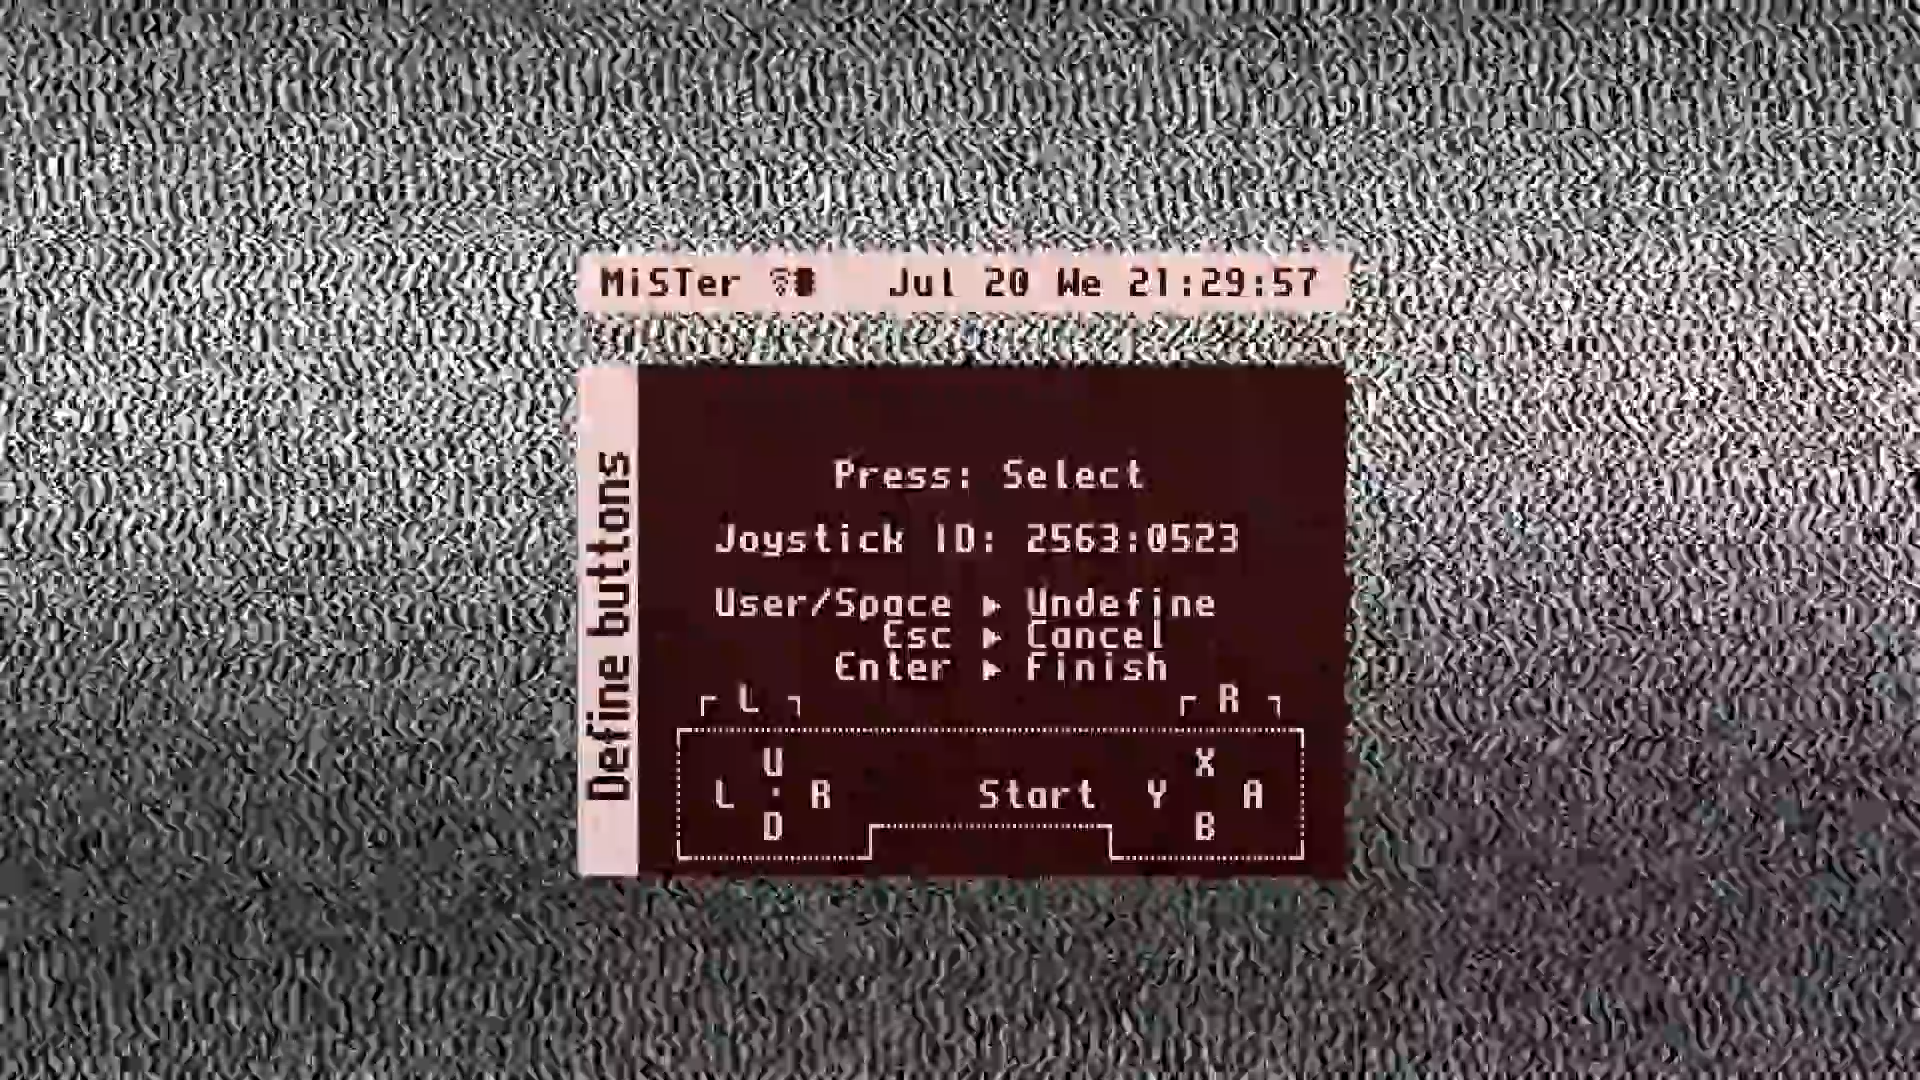 MiSTer Jul 20 We 21:29:57
Define buttons
Press: Select
Joystick ID: 2563:0523
User/Space ▸ Undefine
Esc ▸ Cancel
Enter ▸ Finish
L R
U X
L · R Start Y A
D B